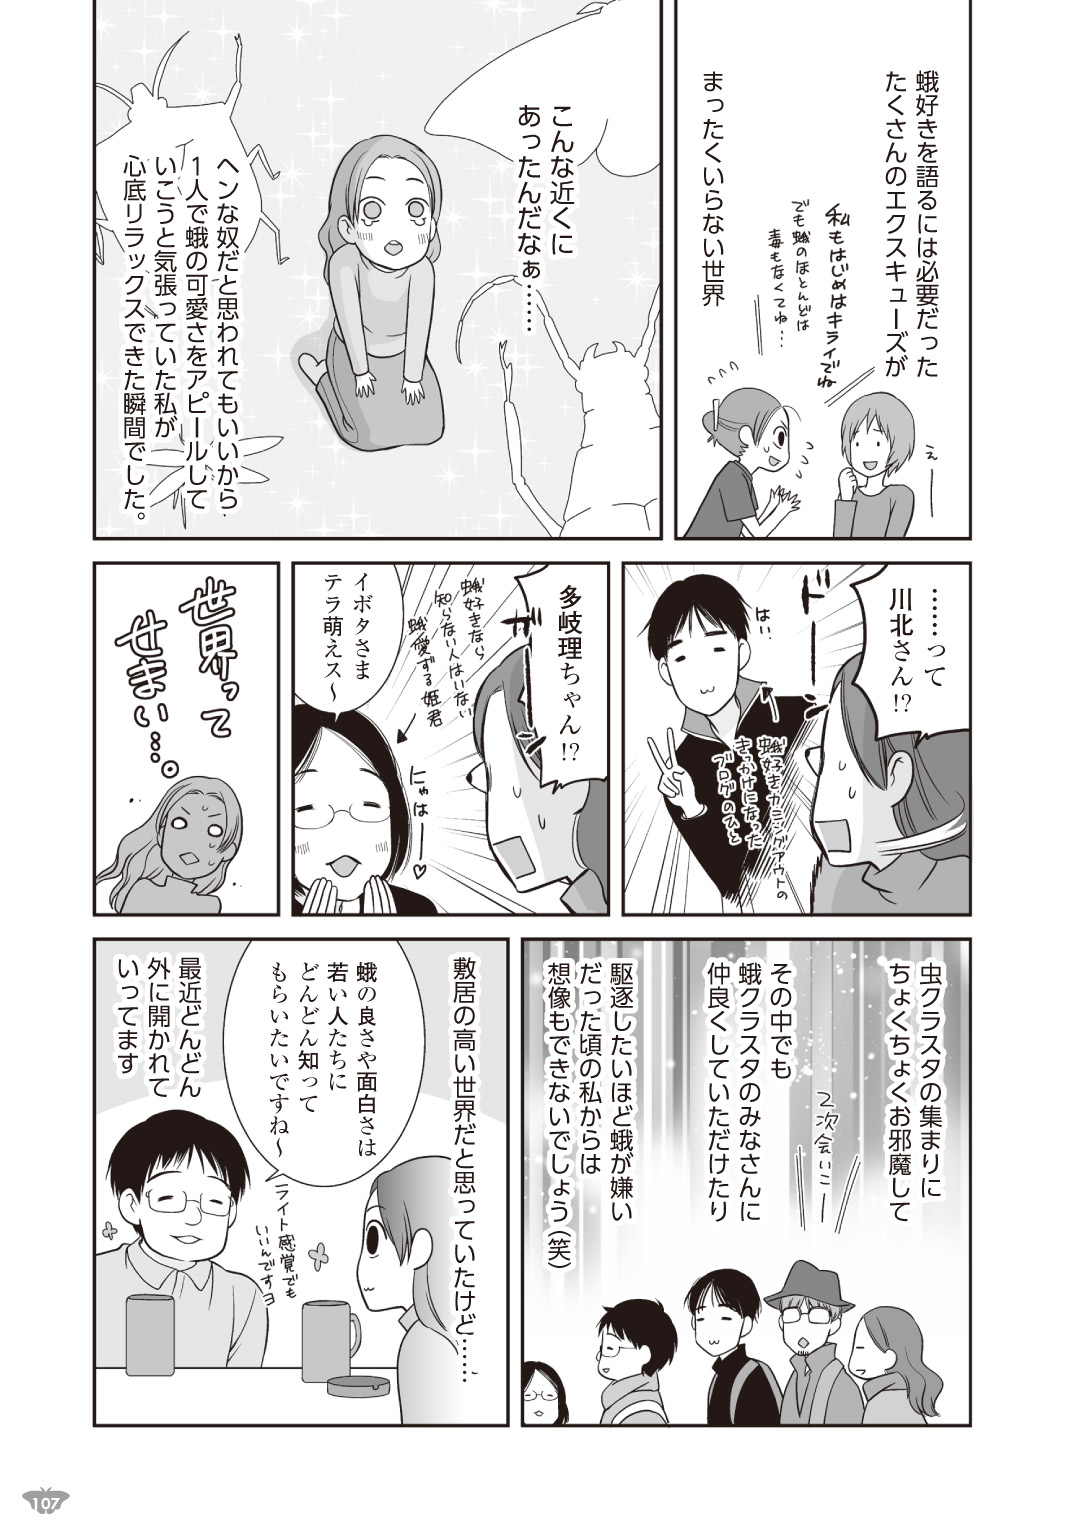 蛾好きを語るには必要だった
たくさんのエクスキューズが
まったくいらない世界
私もはじめはキライでね
でも蛾のほとんどは
毒もなくてね…
えー
こんな近くに
あったんだなぁ……
ヘンな奴だと思われてもいいから
1人で蛾の可愛さをアピールして
いこうと気張っていた私が
心底リラックスできた瞬間でした。
……って
川北さん!?
ドドド
はい.
蛾好きカミングアウトの
きっかけになった
ブログのひと
多岐理ちゃん!?
蛾好きなら
知らない人はいない
蛾愛ずる姫君
イボタさま
テラ萌えス〜
にゃはー♡
世界って
せまい…。
虫クラスタの集まりに
ちょくちょくお邪魔して
その中でも
蛾クラスタのみなさんに
仲良くしていただけたり
駆逐したいほど蛾が嫌い
だった頃の私からは
想像もできないでしょう(笑)
2次会いこー
敷居の高い世界だと思っていたけど……
蛾の良さや面白さは
若い人たちに
どんどん知って
もらいたいですね〜
ライト感覚でも
いいんですヨ
最近どんどん
外に開かれて
いってます
107